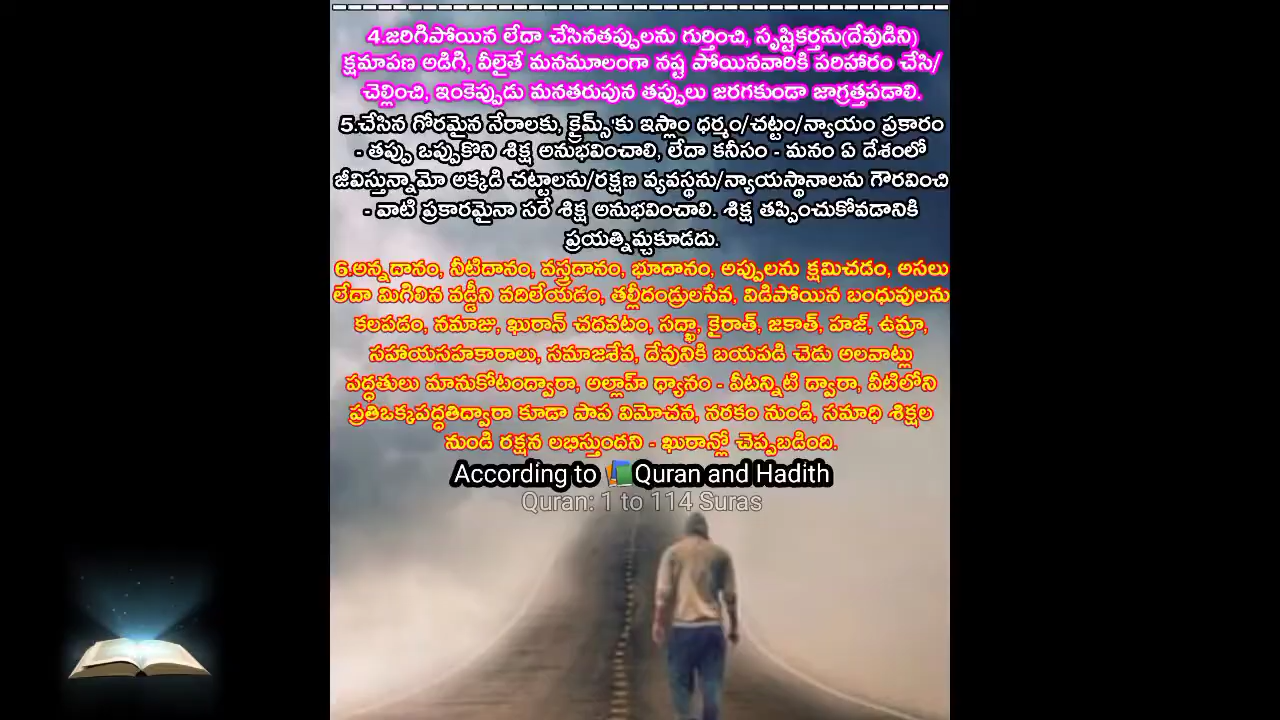 4.జరిగిపోయిన లేదా చేసినతప్పులను గుర్తించి, సృష్టికర్తను(దేవుడిని)
క్షమాపణ అడిగి, వీలైతే మనమూలంగా నష్ట పోయినవారికి పరిహారం చేసి/
చెల్లించి, ఇంకెప్పుడు మనతరుపున తప్పులు జరగకుండా జాగ్రత్తపడాలి.
5.చేసిన గోరమైన నేరాలకు, క్రైమ్స్'కు ఇస్లాం ధర్మం/చట్టం/న్యాయం ప్రకారం
- తప్పు ఒప్పుకొని శిక్ష అనుభవించాలి, లేదా కనీసం - మనం ఏ దేశంలో
జీవిస్తున్నామో అక్కడి చట్టాలను/రక్షణ వ్యవస్థను/న్యాయస్థానాలను గౌరవించి
- వాటి ప్రకారమైనా సరే శిక్ష అనుభవించాలి. శిక్ష తప్పించుకోవడానికి
ప్రయత్నిమ్చకూడదు.
6.అన్నదానం, నీటిదానం, వస్త్రదానం, భూదానం, అప్పులను క్షమిచడం, అసలు
లేదా మిగిలిన వడ్డీని వదిలేయడం, తల్లీదండ్రులసేవ, విడిపోయిన బంధువులను
కలపడం, నమాజు, ఖురాన్ చదవటం, సద్ఖా, కైరాత్, జకాత్, హజ్, ఉమ్రా,
సహాయసహకారాలు, సమాజశేవ, దేవునికి బయపడి చెడు అలవాట్లు
పద్ధతులు మానుకోటంద్వారా, అల్లాహ్ థ్యానం - వీటన్నిటి ద్వారా, వీటిలోని
ప్రతిఒక్కపద్ధతిద్వారా కూడా పాప విమోచన, నరకం నుండి, సమాధి శిక్షల
నుండి రక్షన లభిస్తుందని - ఖురాన్లో చెప్పబడింది.
According to 📚Quran and Hadith
Quran: 1 to 114 Suras